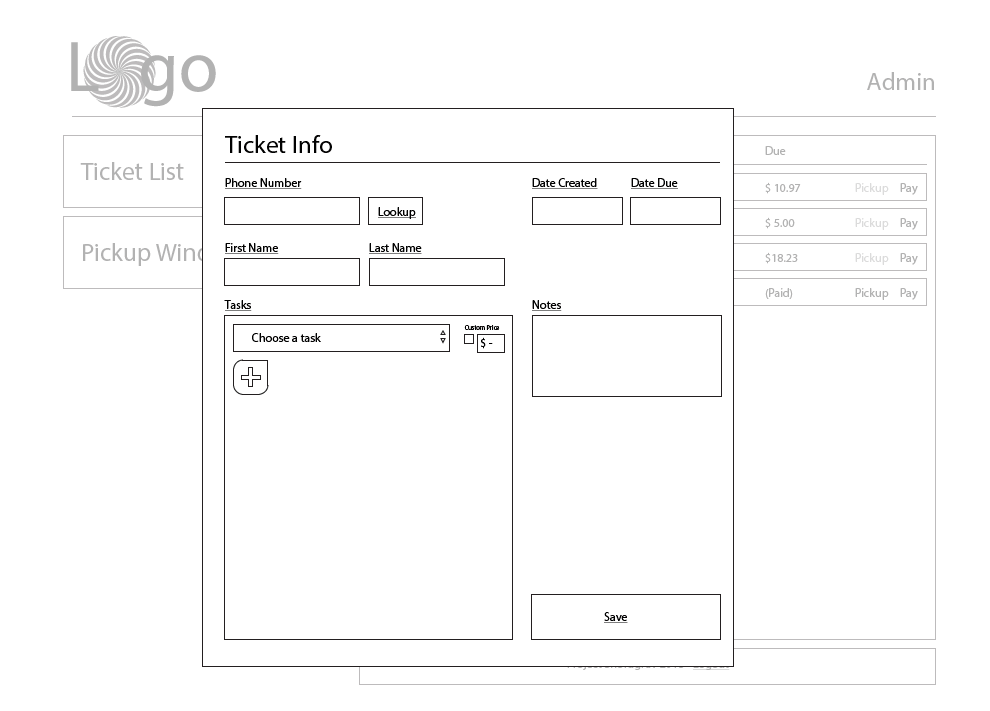 Logo
Admin
Ticket List
Pickup
Ticket Info
Phone Number
Lookup
Date Created
Date Due
First Name
Last Name
Tasks
Choose a task
Custom Price
$ -
Notes
Save
Due
$ 10.97 Pickup Pay
$ 5.00 Pickup Pay
$18.23 Pickup Pay
(Paid) Pickup Pay